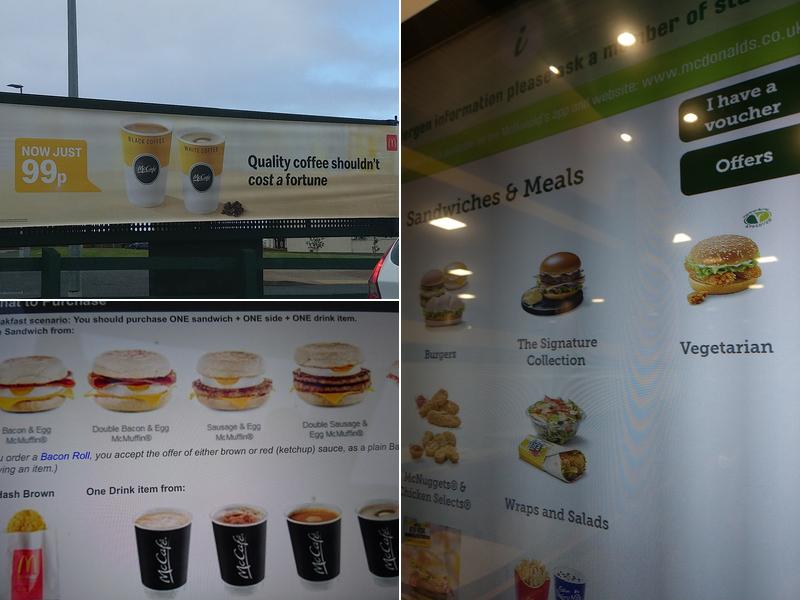 NOW JUST
99p
BLACK COFFEE
McCafé
WHITE COFFEE
McCafé
Quality coffee shouldn't
cost a fortune
to Purchase
scenario: You should purchase ONE sandwich + ONE side + ONE drink item.
Sandwich from:
Bacon & Egg
McMuffin®
Double Bacon & Egg
McMuffin®
Sausage & Egg
McMuffin®
Double Sausage &
Egg McMuffin®
order a Bacon Roll, you accept the offer of either brown or red (ketchup) sauce, as a plain
an item.)
Hash Brown
One Drink item from:
McCafé
McCafé
McCafé
McCafé
i
information please ask a member of
app and website: www.mcdonalds.co.uk
I have a
voucher
Offers
Sandwiches & Meals
Burgers
The Signature
Collection
Vegetarian
McNuggets® &
Chicken Selects®
Wraps and Salads